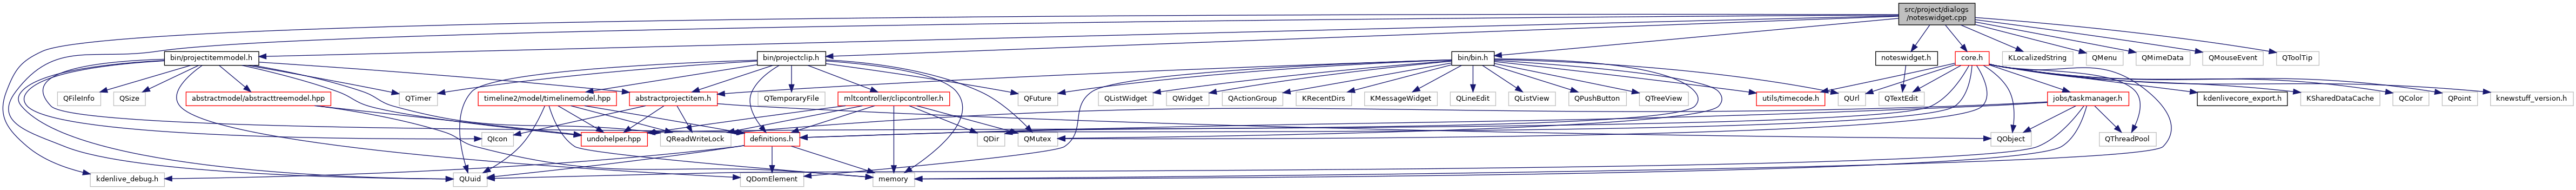 src/project/dialogs
/noteswidget.cpp
bin/projectitemmodel.h
bin/projectclip.h
bin/bin.h
noteswidget.h
core.h
KLocalizedString
QMenu
QMimeData
QMouseEvent
QToolTip
QFileInfo
QSize
abstractmodel/abstracttreemodel.hpp
QTimer
timeline2/model/timelinemodel.hpp
abstractprojectitem.h
QTemporaryFile
mltcontroller/clipcontroller.h
QFuture
QListWidget
QWidget
QActionGroup
KRecentDirs
KMessageWidget
QLineEdit
QListView
QPushButton
QTreeView
utils/timecode.h
QUrl
QTextEdit
jobs/taskmanager.h
kdenlivecore_export.h
KSharedDataCache
QColor
QPoint
knewstuff_version.h
QIcon
undohelper.hpp
QReadWriteLock
definitions.h
QDir
QMutex
QObject
QThreadPool
kdenlive_debug.h
QUuid
QDomElement
memory